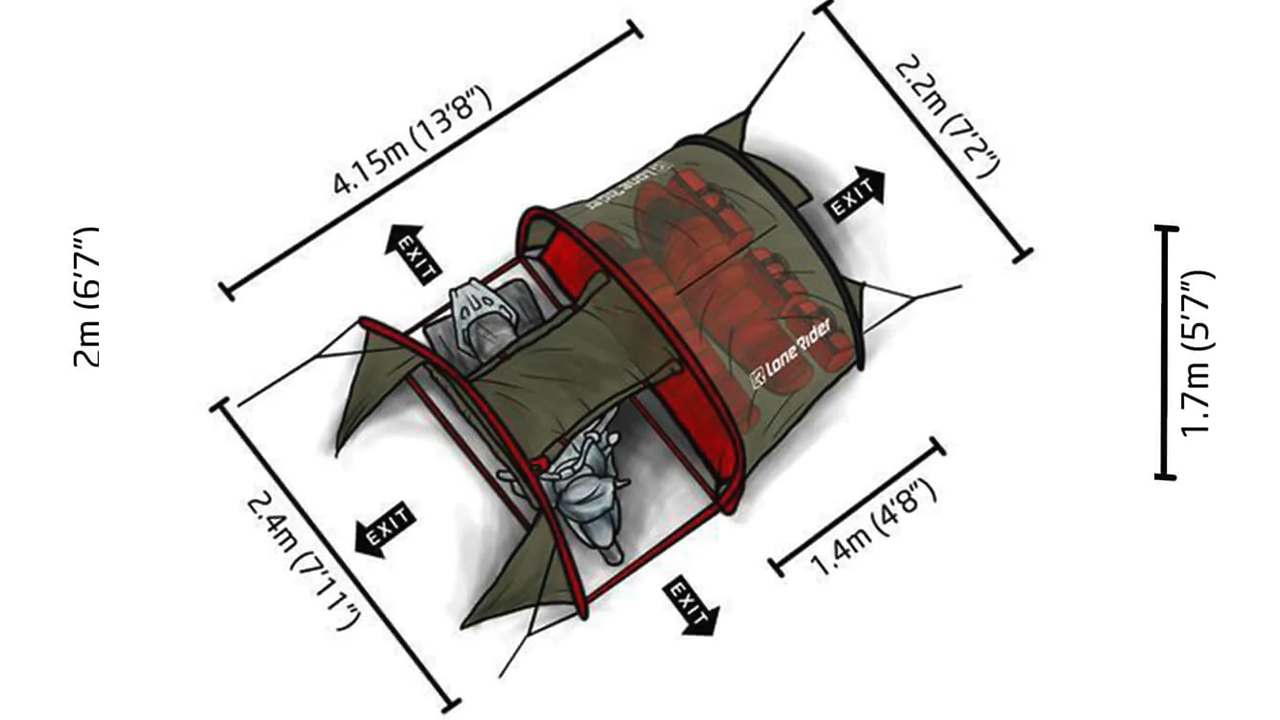 4.15m (13'8")
2.2m (7'2")
EXIT
EXIT
2m (6'7")
1.7m (5'7")
LoneRider
LoneRider
2.4m (7'11")
EXIT
1.4m (4'8")
EXIT